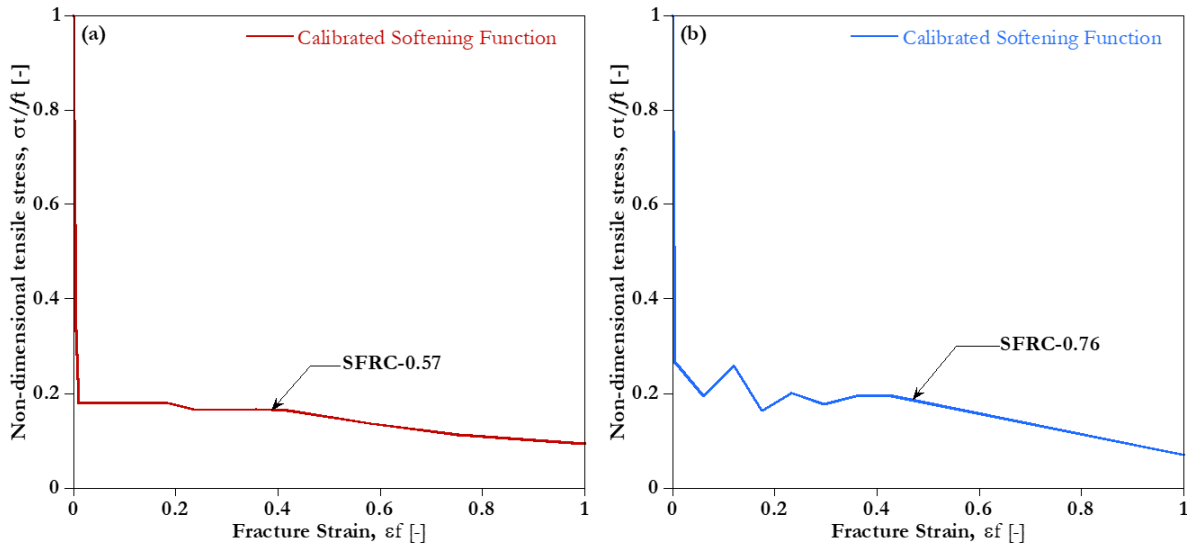 (a)
Calibrated Softening Function
Non-dimensional tensile stress, σt/ft [-]
1
0.8
0.6
0.4
0.2
0
SFRC-0.57
0
0.2
0.4
0.6
0.8
1
Fracture Strain, εf [-]
(b)
Calibrated Softening Function
Non-dimensional tensile stress, σt/ft [-]
1
0.8
0.6
0.4
0.2
0
SFRC-0.76
0
0.2
0.4
0.6
0.8
1
Fracture Strain, εf [-]